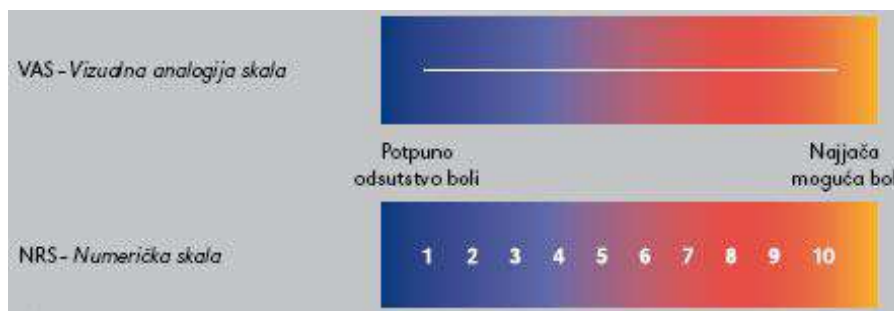 VAS - Vizualna analogija skala
Potpuno
odsutstvo boli
Najjača
moguća bol
NRS - Numerička skala
1 2 3 4 5 6 7 8 9 10